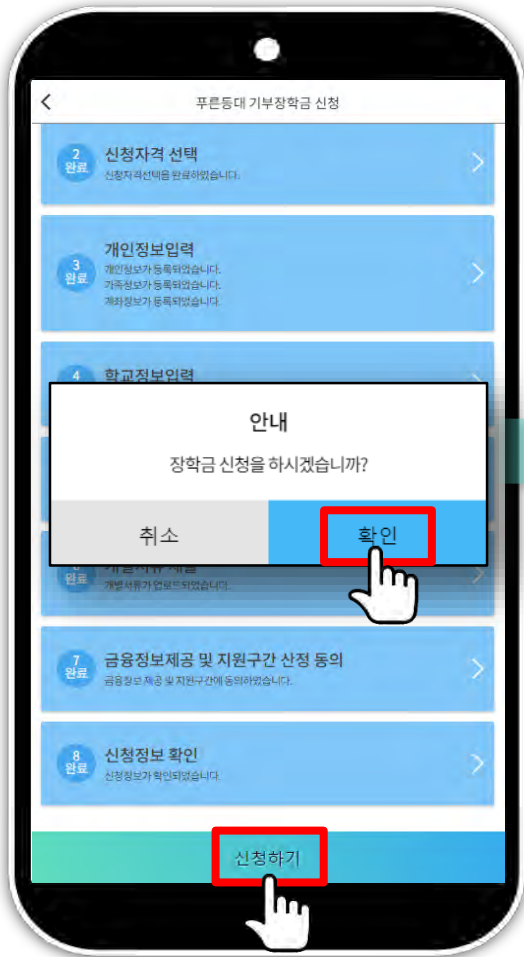 푸른등대 기부장학금 신청
2
완료
신청자격 선택
신청자격선택을 완료하였습니다.
3
완료
개인정보입력
개인정보가 등록되었습니다.
가족정보가 등록되었습니다.
계좌정보가 등록되었습니다.
4
학교정보입력
안내
장학금 신청을 하시겠습니까?
취소
확인
완료
개별서류가 업로드되었습니다.
7
완료
금융정보제공 및 지원구간 산정 동의
금융정보 제공 및 지원구간에 동의하였습니다.
8
완료
신청정보 확인
신청정보가 확인되었습니다.
신청하기